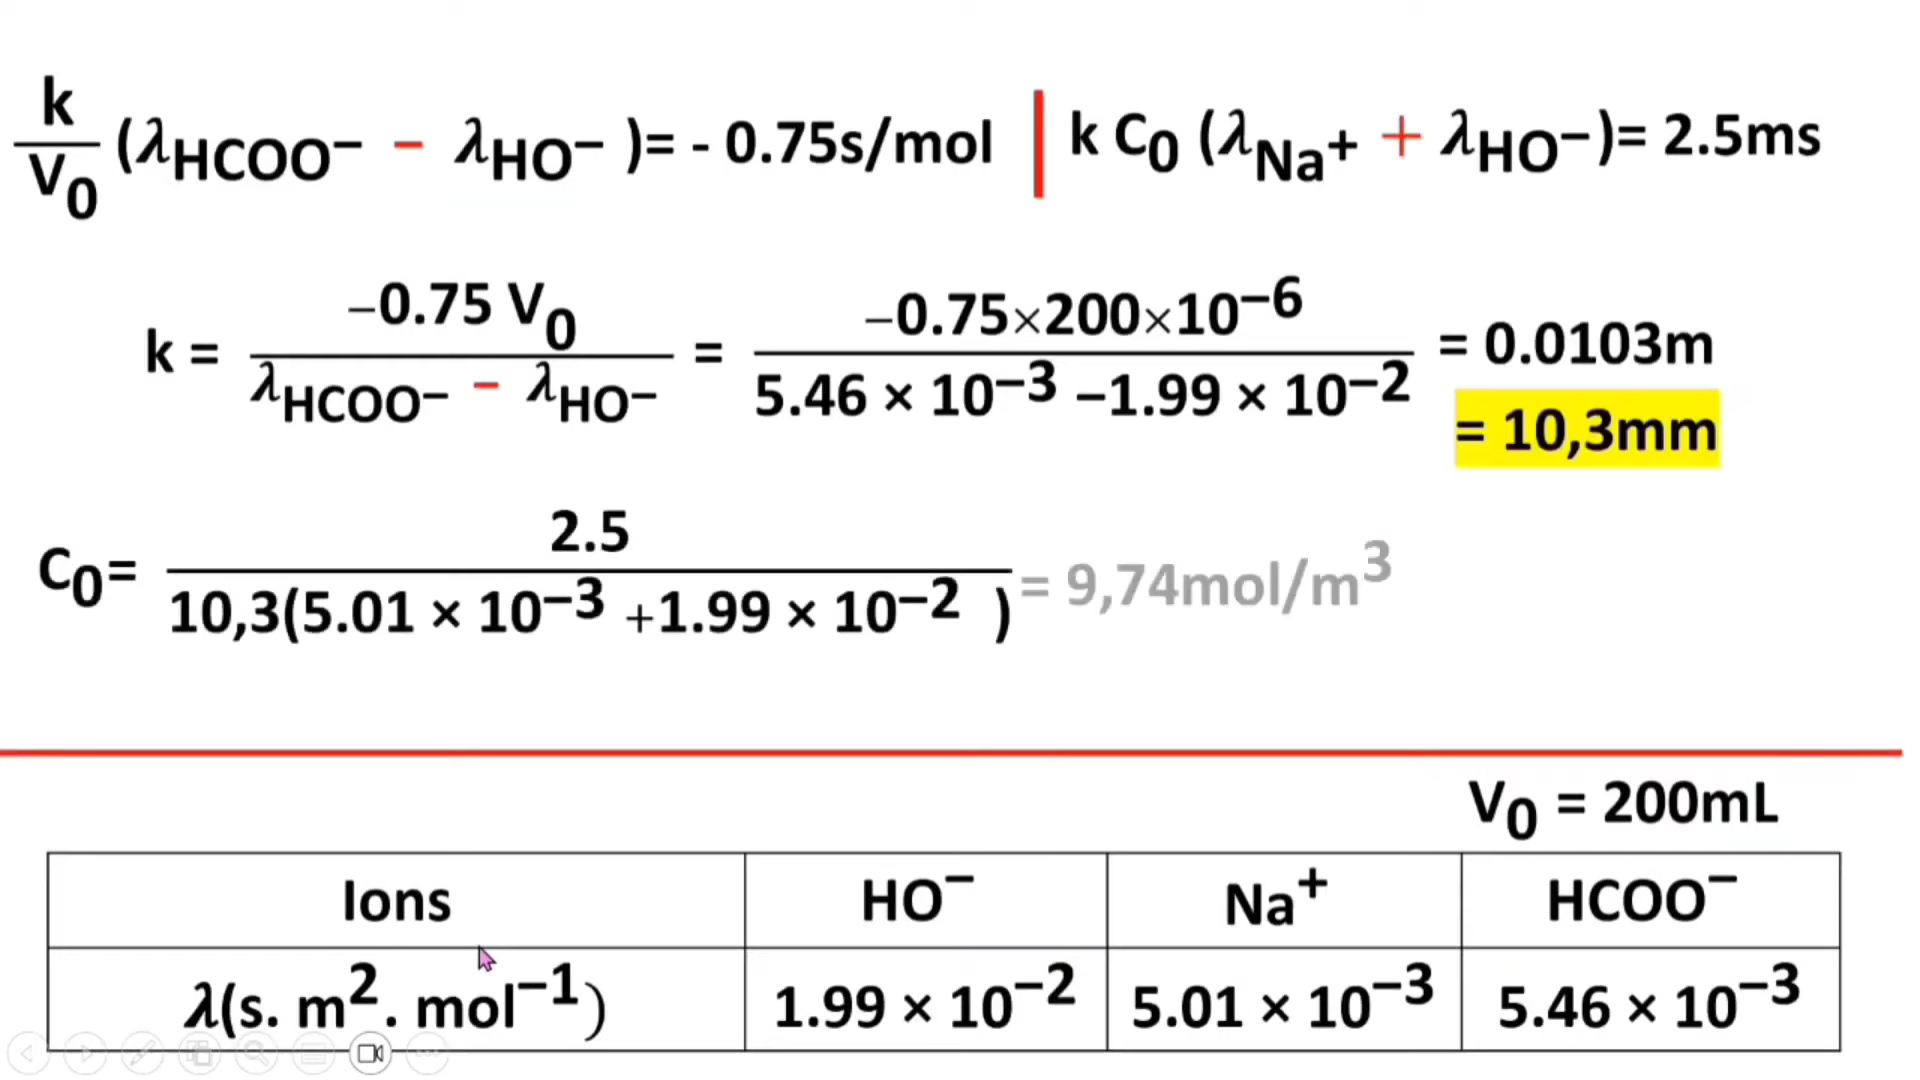 k/V₀ (λHCOO⁻ − λHO⁻ )= - 0.75s/mol | k C₀ (λNa⁺ + λHO⁻)= 2.5ms
k = −0.75 V₀ / λHCOO⁻ − λHO⁻ = −0.75×200×10⁻⁶ / 5.46 × 10⁻³ −1.99 × 10⁻² = 0.0103m
= 10,3mm
C₀= 2.5 / 10,3(5.01 × 10⁻³ +1.99 × 10⁻² ) = 9,74mol/m³
V₀ = 200mL
Ions HO⁻ Na⁺ HCOO⁻
λ(s. m². mol⁻¹) 1.99 × 10⁻² 5.01 × 10⁻³ 5.46 × 10⁻³